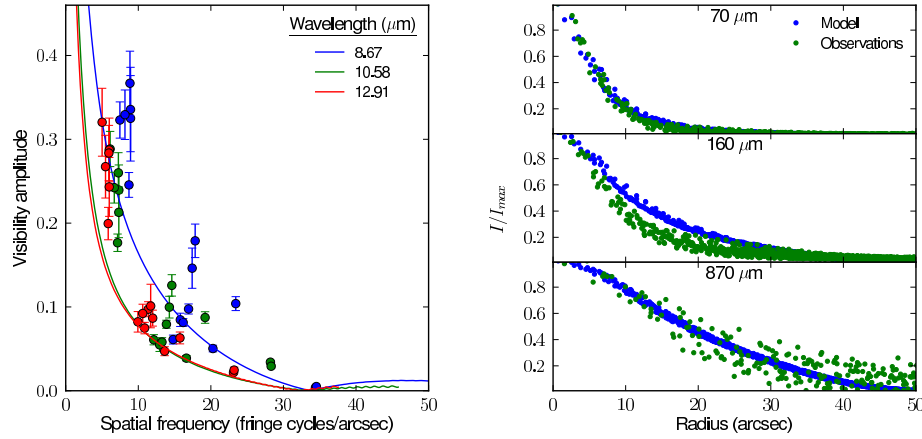 Wavelength (μm)
8.67
10.58
12.91
Visibility amplitude
0.4
0.3
0.2
0.1
0.0
0 10 20 30 40 50
Spatial frequency (fringe cycles/arcsec)
70 μm
Model
Observations
1
0.8
0.6
0.4
0.2
160 μm
0.8
0.6
0.4
0.2
I/I_max
870 μm
0.8
0.6
0.4
0.2
0 10 20 30 40 50
Radius (arcsec)